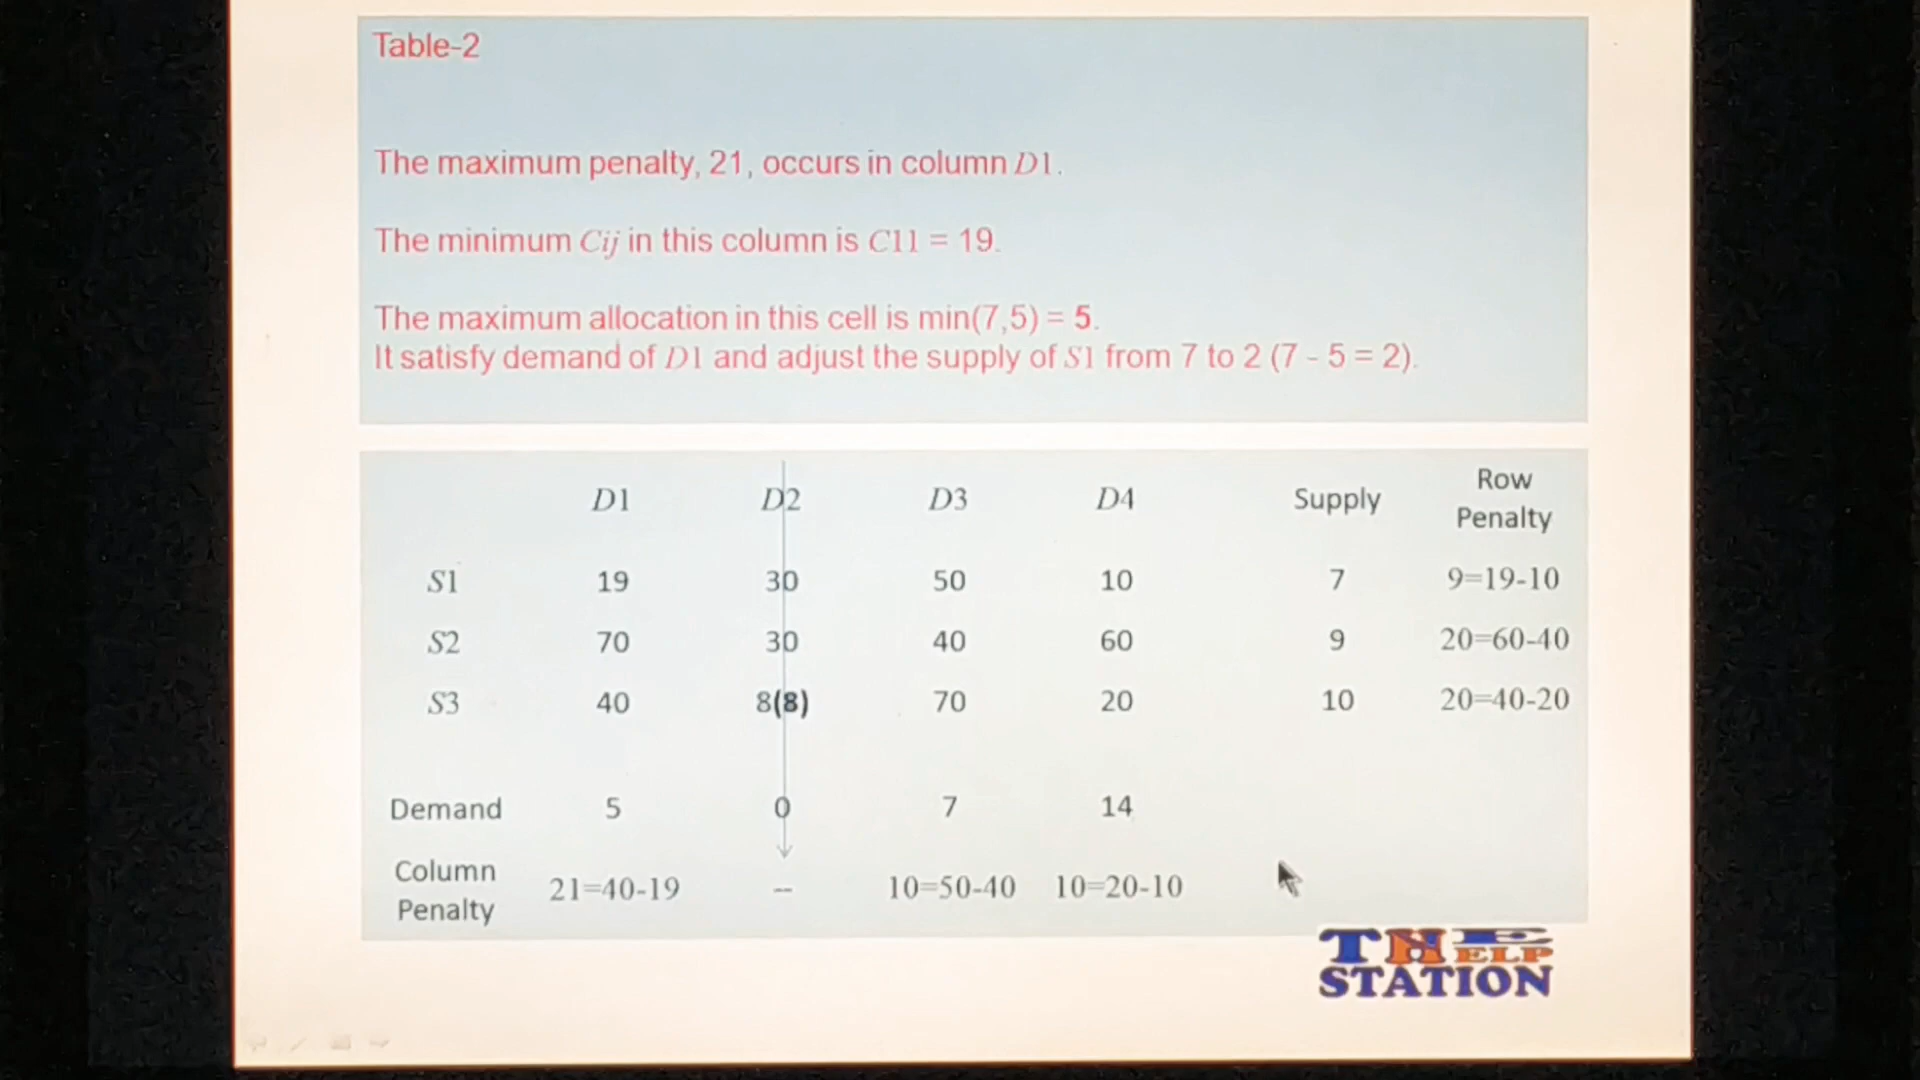 Table-2
The maximum penalty, 21, occurs in column D1.
The minimum Cij in this column is C11 = 19.
The maximum allocation in this cell is min(7,5) = 5.
It satisfy demand of D1 and adjust the supply of S1 from 7 to 2 (7 - 5 = 2).
D1 D2 D3 D4 Supply Row Penalty
S1 19 30 50 10 7 9=19-10
S2 70 30 40 60 9 20=60-40
S3 40 8(8) 70 20 10 20=40-20
Demand 5 0 7 14
Column Penalty 21=40-19 -- 10=50-40 10=20-10
THE
HELP
STATION